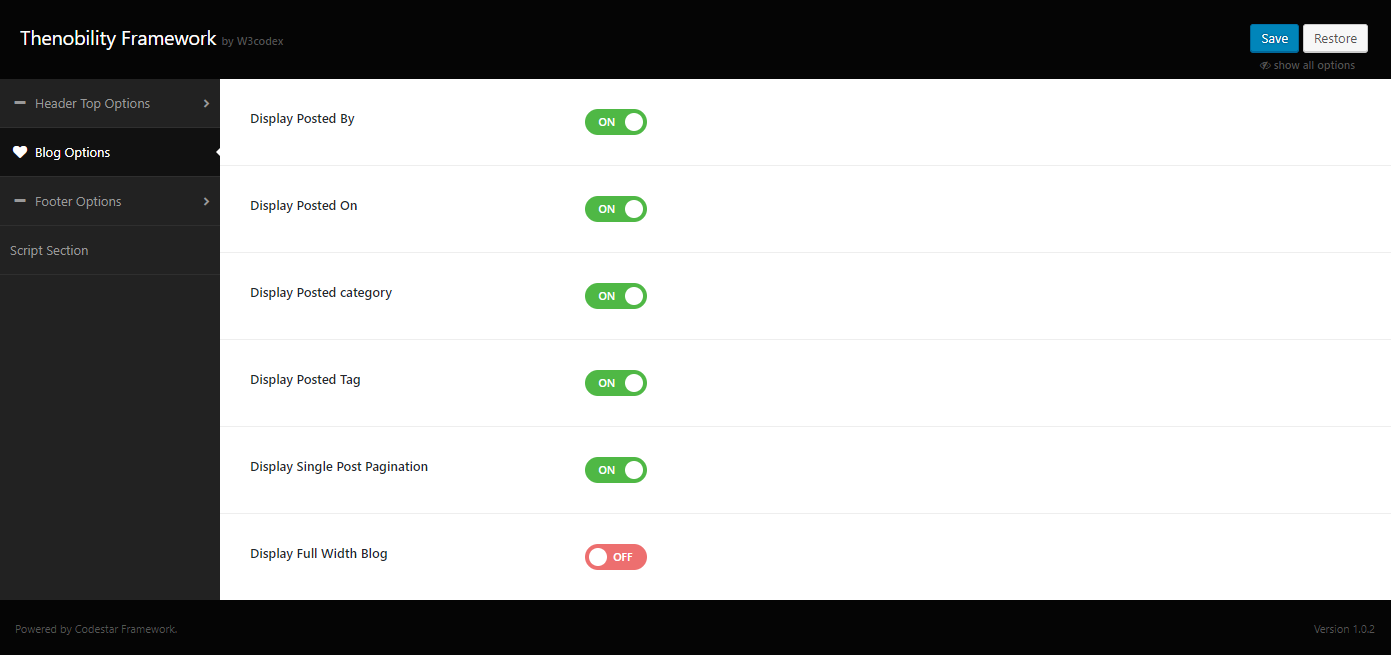 Thenobility Framework by W3codex
Save
Restore
show all options
Header Top Options
Blog Options
Footer Options
Script Section
Display Posted By
ON
Display Posted On
ON
Display Posted category
ON
Display Posted Tag
ON
Display Single Post Pagination
ON
Display Full Width Blog
OFF
Powered by Codestar Framework.
Version 1.0.2